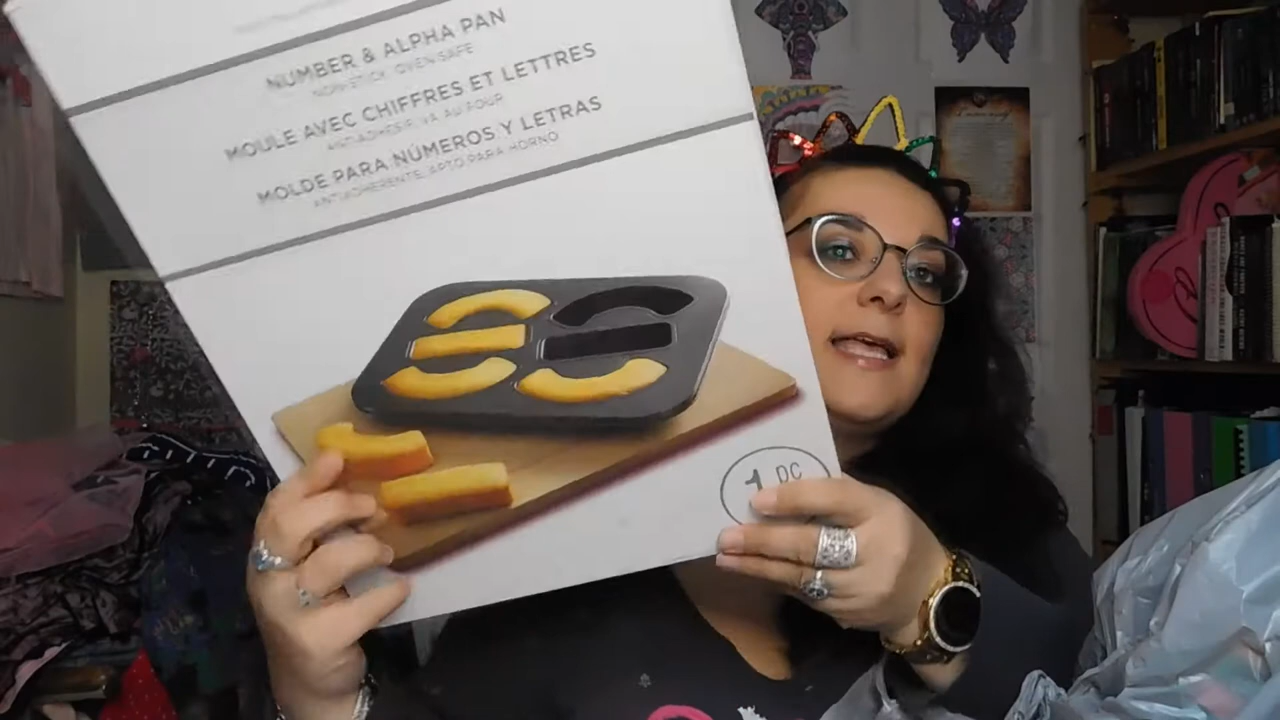 NUMBER & ALPHA PAN
NON-STICK, OVEN SAFE
MOULE AVEC CHIFFRES ET LETTRES
ANTIADHÉSIF, VA AU FOUR
MOLDE PARA NÚMEROS Y LETRAS
ANTIADHERENTE, APTO PARA HORNO
1 PC